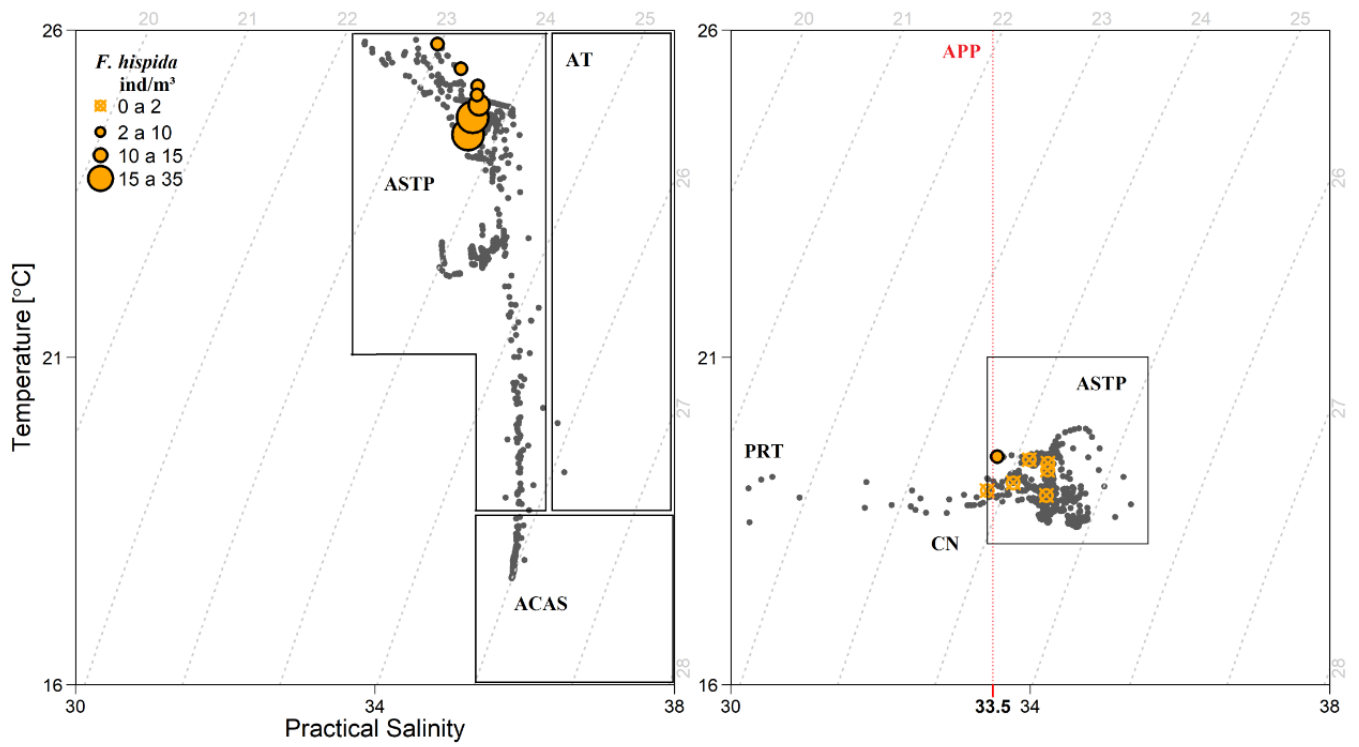 20 21 22 23 24 25
20 21 22 23 24 25
26
F. hispida
ind/m³
0 a 2
2 a 10
10 a 15
15 a 35
AT
APP
ASTP
26
26
21
21
ASTP
27
27
PRT
CN
ACAS
28
28
16
16
30 34 38
30 33.5 34 38
Temperature [°C]
Practical Salinity
26